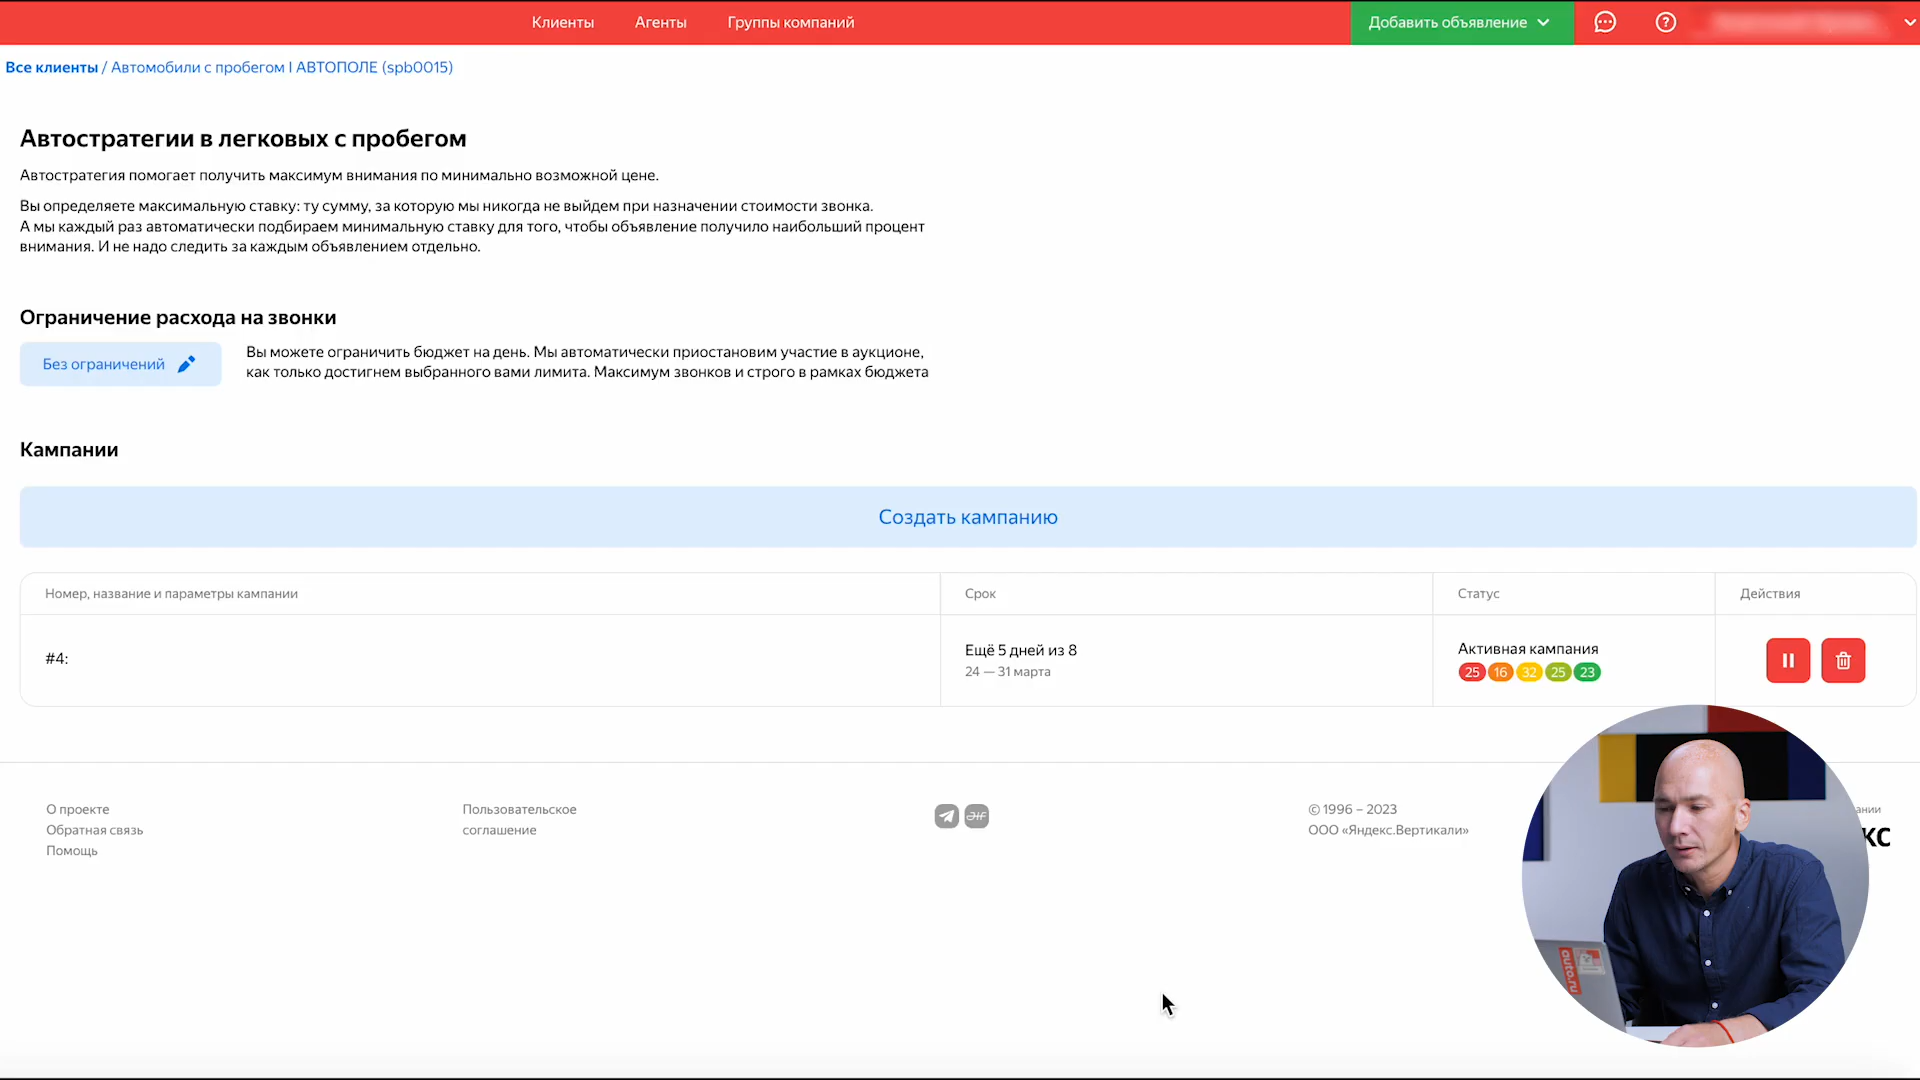 Клиенты
Агенты
Группы компаний
Добавить объявление
Все клиенты / Автомобили с пробегом | АВТОПОЛЕ (spb0015)
Автостратегии в легковых с пробегом
Автостратегия помогает получить максимум внимания по минимально возможной цене.
Вы определяете максимальную ставку: ту сумму, за которую мы никогда не выйдем при назначении стоимости звонка.
А мы каждый раз автоматически подбираем минимальную ставку для того, чтобы объявление получило наибольший процент
внимания. И не надо следить за каждым объявлением отдельно.
Ограничение расхода на звонки
Без ограничений
Вы можете ограничить бюджет на день. Мы автоматически приостановим участие в аукционе,
как только достигнем выбранного вами лимита. Максимум звонков и строго в рамках бюджета
Кампании
Создать кампанию
Номер, название и параметры кампании
Срок
Статус
Действия
#4:
Ещё 5 дней из 8
24 — 31 марта
Активная кампания
25 16 32 25 23
О проекте
Обратная связь
Помощь
Пользовательское
соглашение
© 1996 – 2023
ООО «Яндекс.Вертикали»
ании
кс
auto.ru